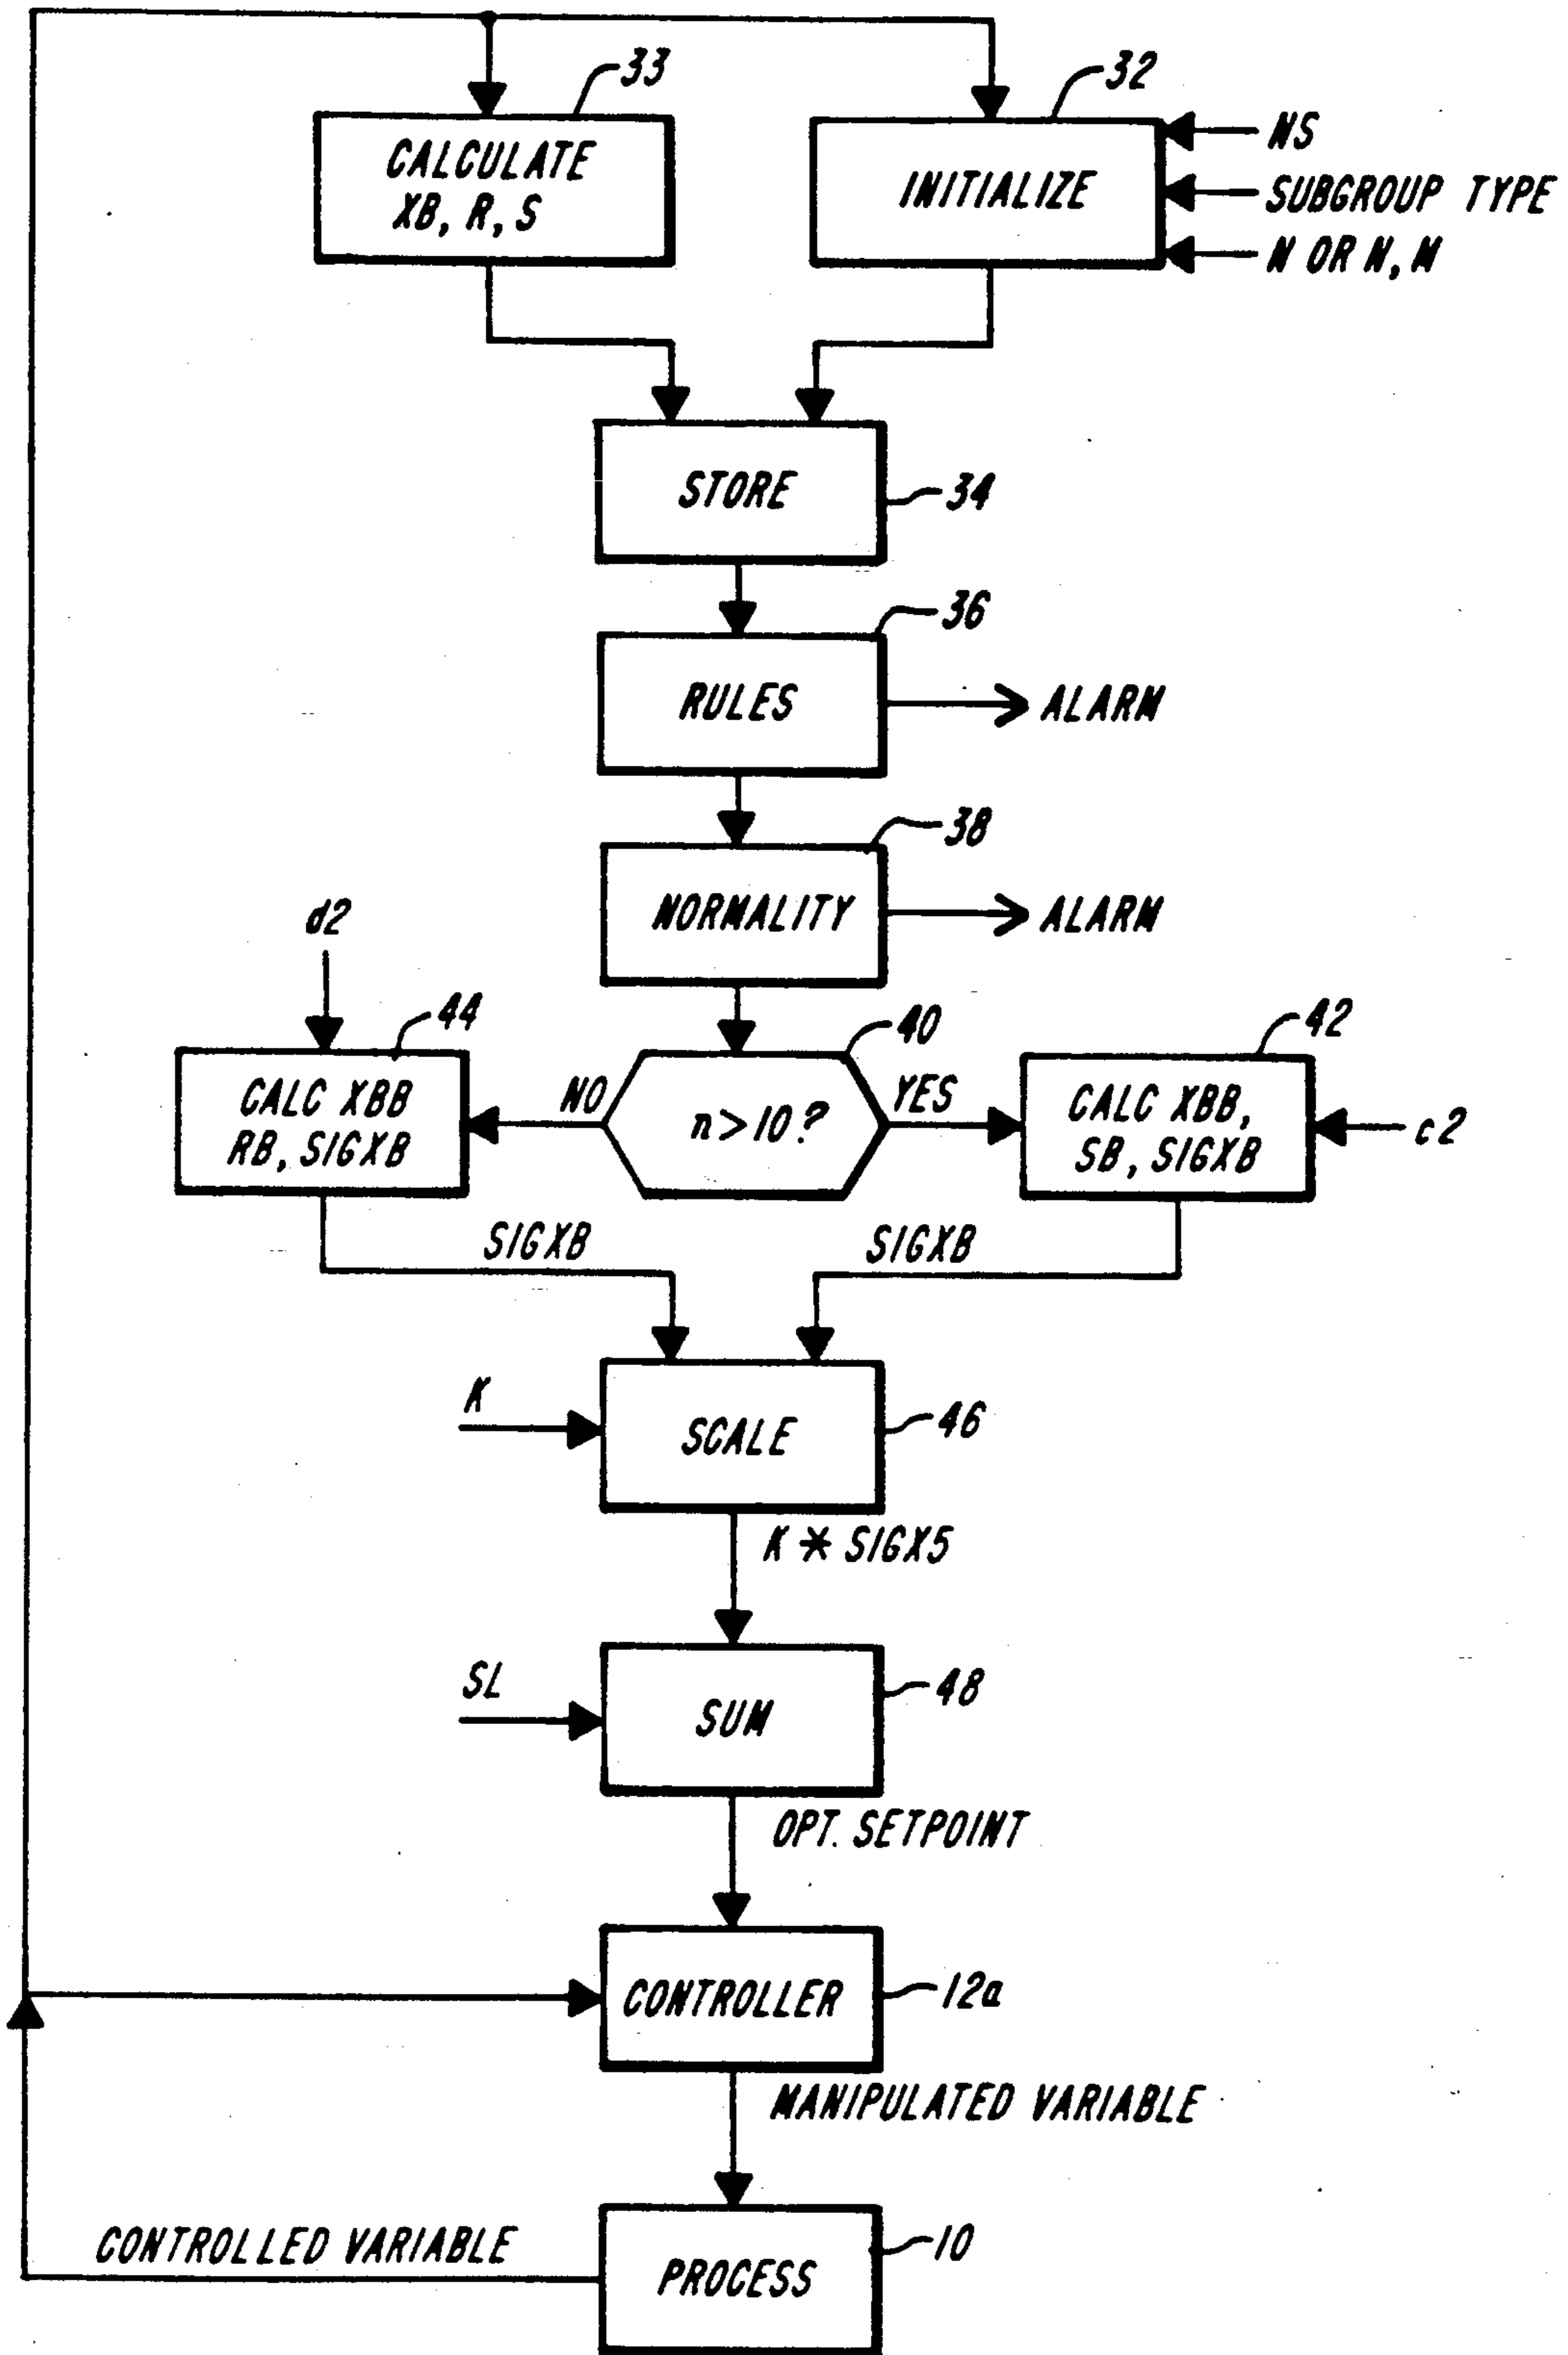 33
32
CALCULATE
XB, R, S
INITIALIZE
NS
SUBGROUP TYPE
N OR N, M
STORE
34
36
RULES
ALARM
38
NORMALITY
ALARM
d2
44
40
42
CALC XBB
RB, SIGXB
NO
n>10?
YES
CALC XBB,
SB, SIGXB
c2
SIGXB
SIGXB
K
SCALE
46
K * SIGX5
SL
SUM
48
OPT. SETPOINT
CONTROLLER
12a
MANIPULATED VARIABLE
CONTROLLED VARIABLE
PROCESS
10